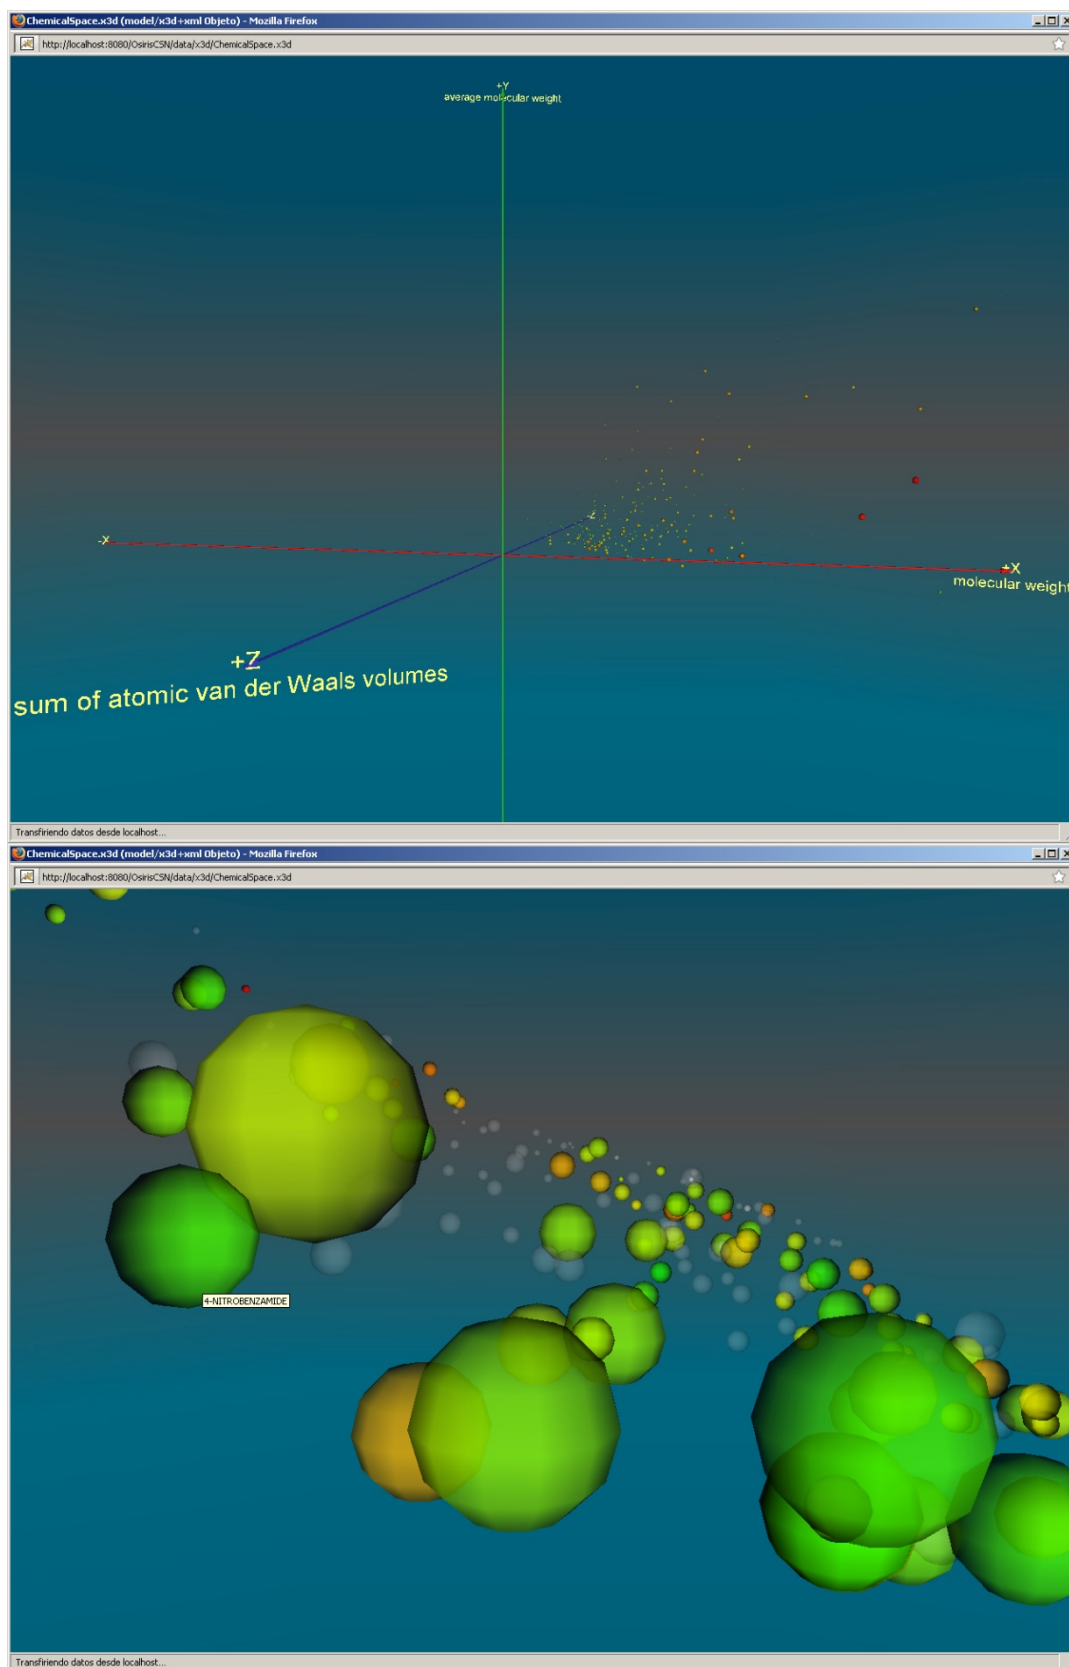 ChemicalSpace.x3d (model/x3d+xml Objeto) - Mozilla Firefox
http://localhost:8080/OsirisCSN/data/x3d/ChemicalSpace.x3d
+Y
average molecular weight
-Z
-X
+X
molecular weight
+Z
sum of atomic van der Waals volumes
Transfiriendo datos desde localhost...
ChemicalSpace.x3d (model/x3d+xml Objeto) - Mozilla Firefox
http://localhost:8080/OsirisCSN/data/x3d/ChemicalSpace.x3d
4-NITROBENZAMIDE
Transfiriendo datos desde localhost...